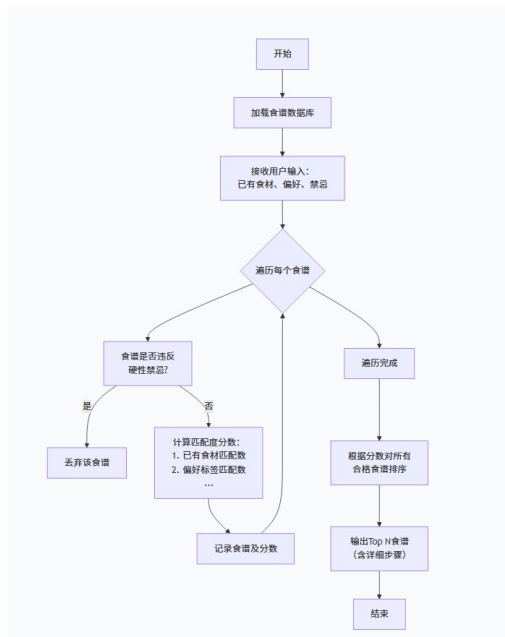 开始
加载食谱数据库
接收用户输入：
已有食材、偏好、禁忌
遍历每个食谱
食谱是否违反
硬性禁忌?
遍历完成
是
否
丢弃该食谱
计算匹配度分数：
1. 已有食材匹配数
2. 偏好标签匹配数
...
根据分数对所有
合格食谱排序
记录食谱及分数
输出Top N食谱
（含详细步骤）
结束